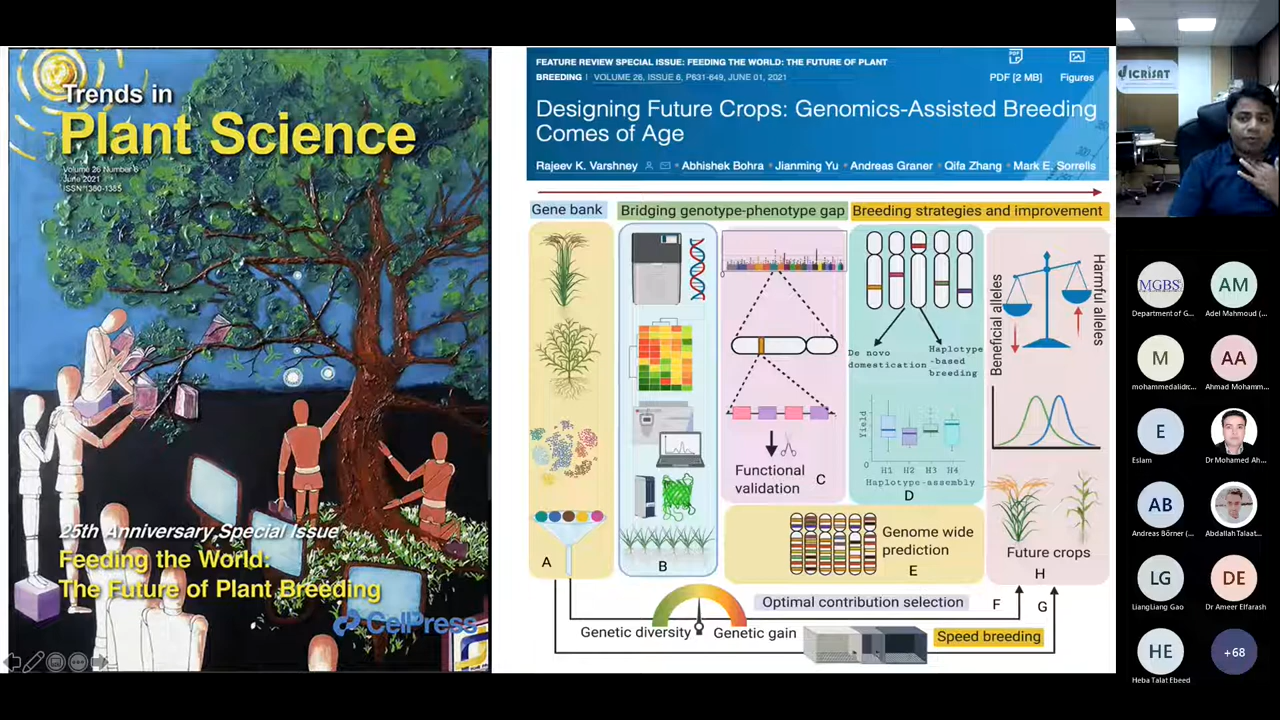 Trends in
Plant Science
Volume 26 Number 6
June 2021
ISSN 1360-1385
25th Anniversary Special Issue
Feeding the World:
The Future of Plant Breeding
CelPress
FEATURE REVIEW SPECIAL ISSUE: FEEDING THE WORLD: THE FUTURE OF PLANT
BREEDING | VOLUME 26, ISSUE 6, P631-649, JUNE 01, 2021
PDF [2 MB]
Figures
Designing Future Crops: Genomics-Assisted Breeding
Comes of Age
Rajeev K. Varshney • Abhishek Bohra • Jianming Yu • Andreas Graner • Qifa Zhang • Mark E. Sorrells
Gene bank
Bridging genotype-phenotype gap
Breeding strategies and improvement
A
B
Functional
validation
C
De novo
domestication
Haplotype
-based
breeding
Yield
0
H1 H2 H3 H4
Haplotype-assembly
D
Genome wide
prediction
E
Beneficial alleles
Harmful alleles
Future crops
H
Optimal contribution selection
F
G
Genetic diversity
Genetic gain
Speed breeding
ICRISAT
MGBS
Department of G...
AM
Adel Mahmoud (...
M
mohammedalidrc...
AA
Ahmad Mohamm...
E
Eslam
Dr Mohamed Ah...
AB
Andreas Börner (...
Abdallah Talaat...
LG
LiangLiang Gao
DE
Dr Ameer Elfarash
HE
Heba Talat Ebeed
+68